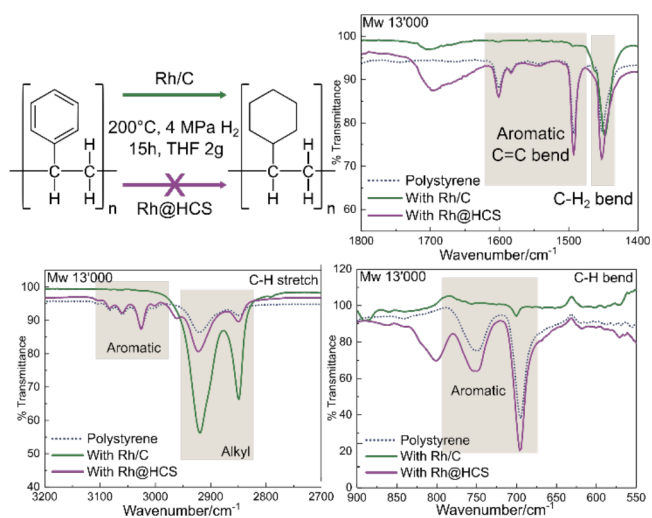 Rh/C
200°C, 4 MPa H2
15h, THF 2g
Rh@HCS
H
C
H
C
H
n
H
C
H
C
H
n
Mw 13'000
% Transmittance
100
90
80
70
60
Aromatic
C=C bend
C-H2 bend
Polystyrene
With Rh/C
With Rh@HCS
1800 1700 1600 1500 1400
Wavenumber/cm-1
Mw 13'000
C-H stretch
% Transmittance
100
90
80
70
60
50
40
Aromatic
Alkyl
Polystyrene
With Rh/C
With Rh@HCS
3200 3100 3000 2900 2800 2700
Wavenumber/cm-1
Mw 13'000
C-H bend
% Transmittance
120
100
80
60
40
20
0
Aromatic
Polystyrene
With Rh/C
With Rh@HCS
900 850 800 750 700 650 600 550
Wavenumber/cm-1